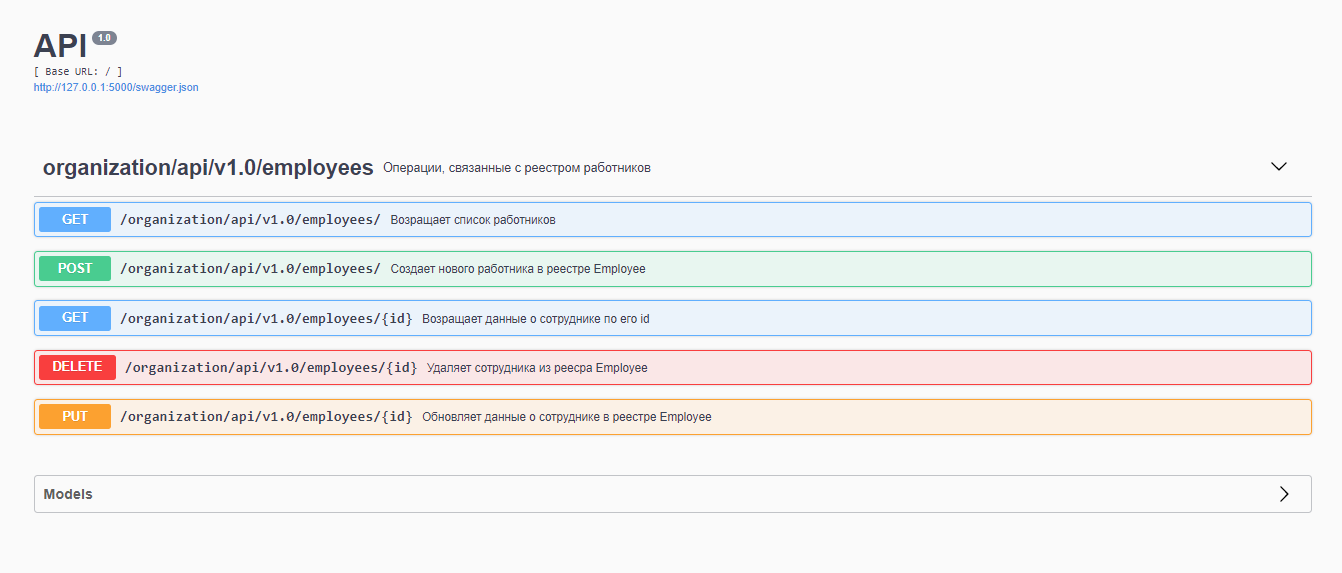 API 1.0
[ Base URL: / ]
http://127.0.0.1:5000/swagger.json
organization/api/v1.0/employees Операции, связанные с реестром работников
GET /organization/api/v1.0/employees/ Возращает список работников
POST /organization/api/v1.0/employees/ Создает нового работника в реестре Employee
GET /organization/api/v1.0/employees/{id} Возращает данные о сотруднике по его id
DELETE /organization/api/v1.0/employees/{id} Удаляет сотрудника из реесра Employee
PUT /organization/api/v1.0/employees/{id} Обновляет данные о сотруднике в реестре Employee
Models